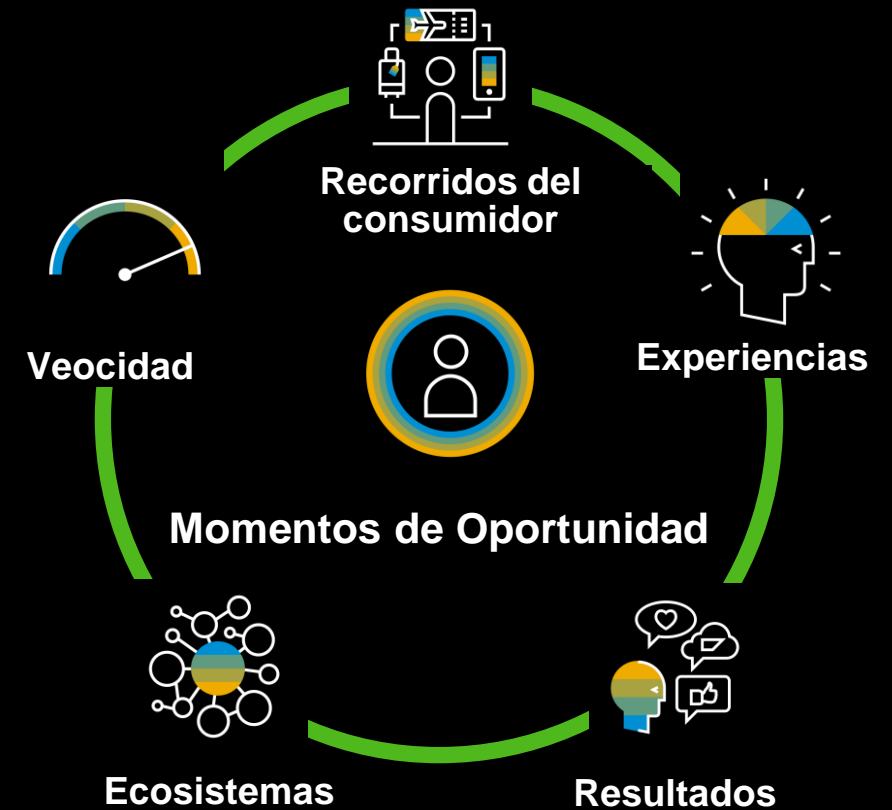 Recorridos del
consumidor
Experiencias
Veocidad
Momentos de Oportunidad
Ecosistemas
Resultados